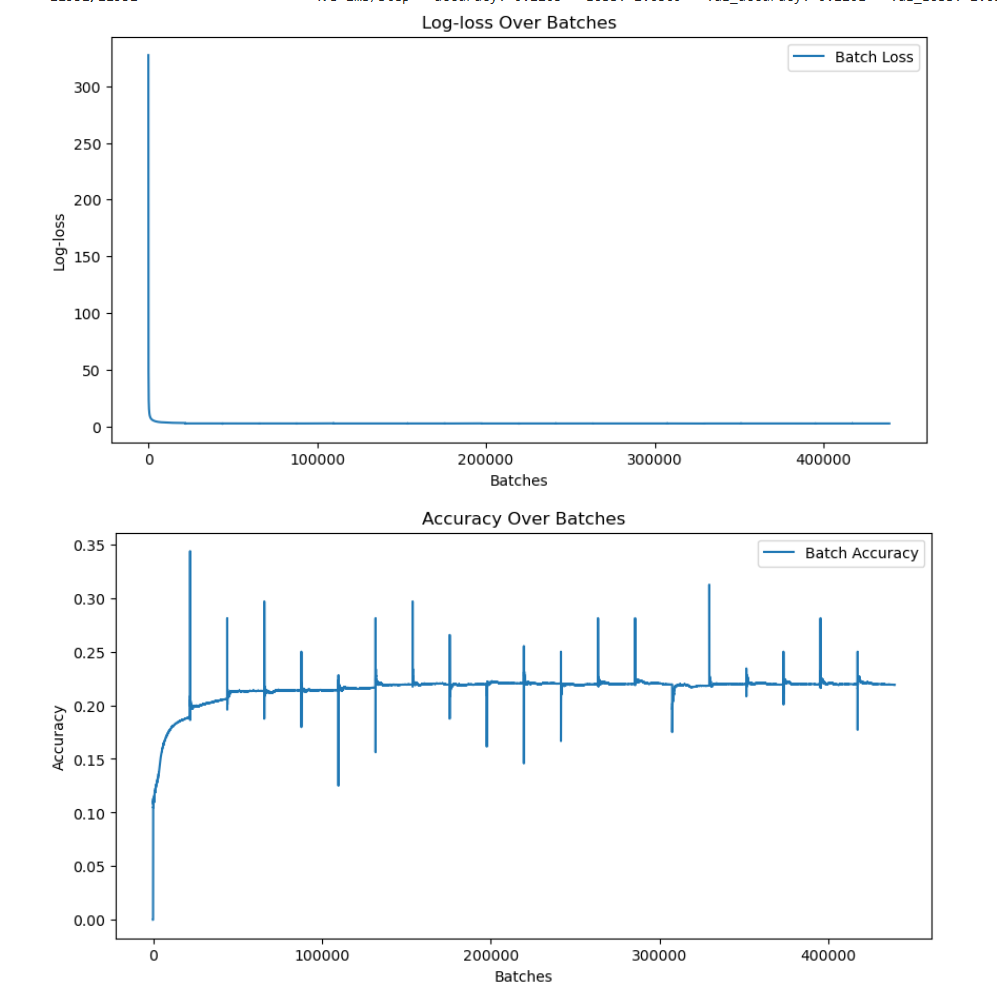 Log-loss Over Batches
Batch Loss
300
250
200
150
100
50
0
Log-loss
0 100000 200000 300000 400000
Batches
Accuracy Over Batches
Batch Accuracy
0.35
0.30
0.25
0.20
0.15
0.10
0.05
0.00
Accuracy
0 100000 200000 300000 400000
Batches